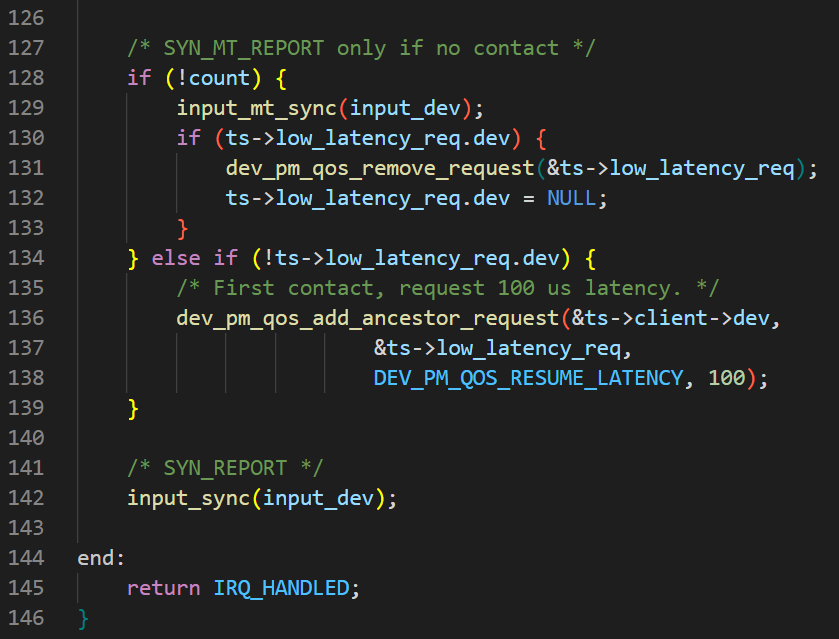 126
127 /* SYN_MT_REPORT only if no contact */
128 if (!count) {
129 input_mt_sync(input_dev);
130 if (ts->low_latency_req.dev) {
131 dev_pm_qos_remove_request(&ts->low_latency_req);
132 ts->low_latency_req.dev = NULL;
133 }
134 } else if (!ts->low_latency_req.dev) {
135 /* First contact, request 100 us latency. */
136 dev_pm_qos_add_ancestor_request(&ts->client->dev,
137 &ts->low_latency_req,
138 DEV_PM_QOS_RESUME_LATENCY, 100);
139 }
140
141 /* SYN_REPORT */
142 input_sync(input_dev);
143
144 end:
145 return IRQ_HANDLED;
146 }